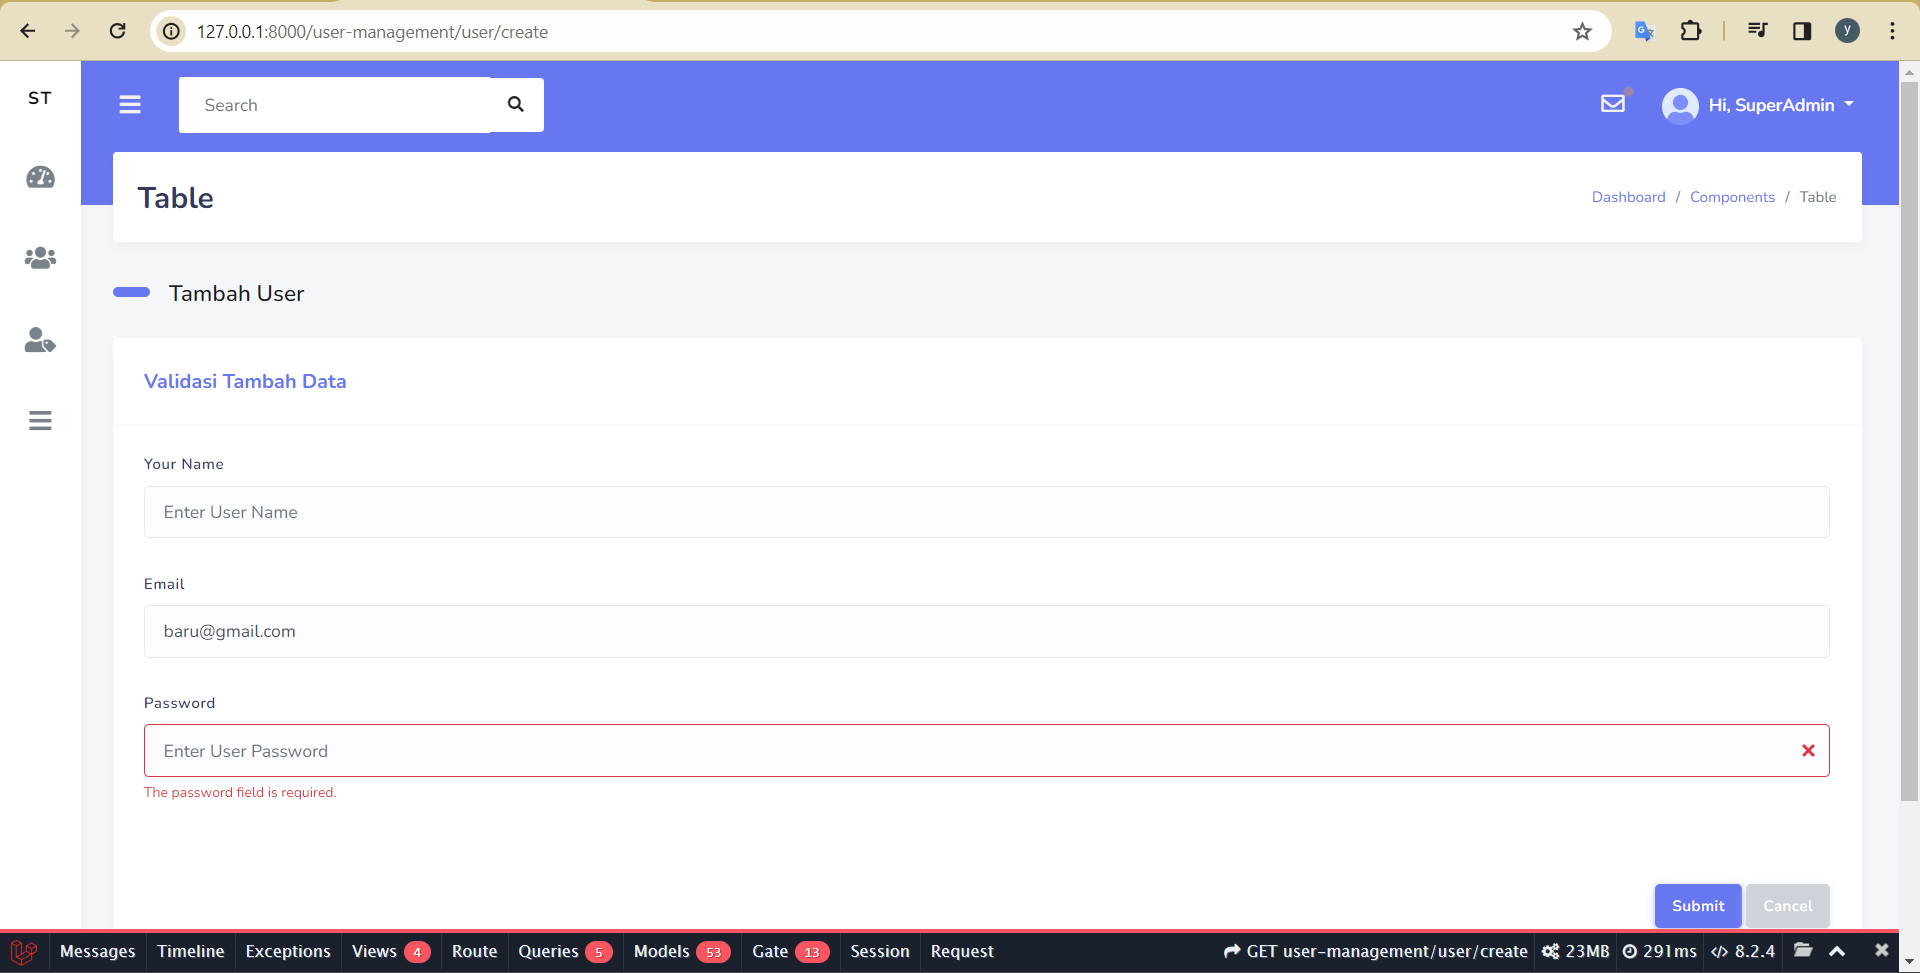 127.0.0.1:8000/user-management/user/create
y
ST
Search
Hi, SuperAdmin
Table
Dashboard / Components / Table
Tambah User
Validasi Tambah Data
Your Name
Enter User Name
Email
baru@gmail.com
Password
Enter User Password
The password field is required.
Submit Cancel
Messages Timeline Exceptions Views 4 Route Queries 5 Models 53 Gate 13 Session Request GET user-management/user/create 23MB 291ms 8.2.4